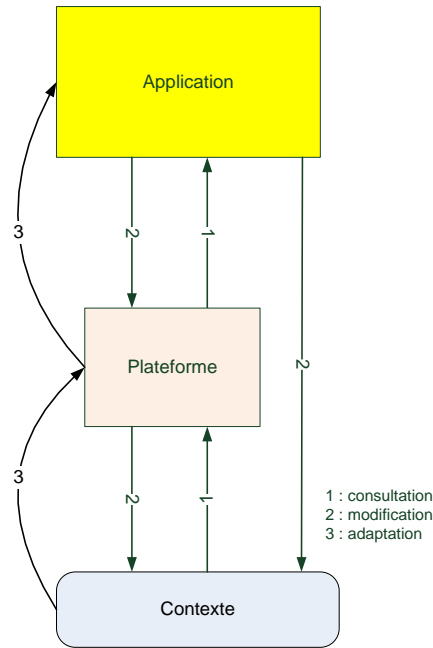 Application
3
2
1
Plateforme
2
3
2
1
1 : consultation
2 : modification
3 : adaptation
Contexte